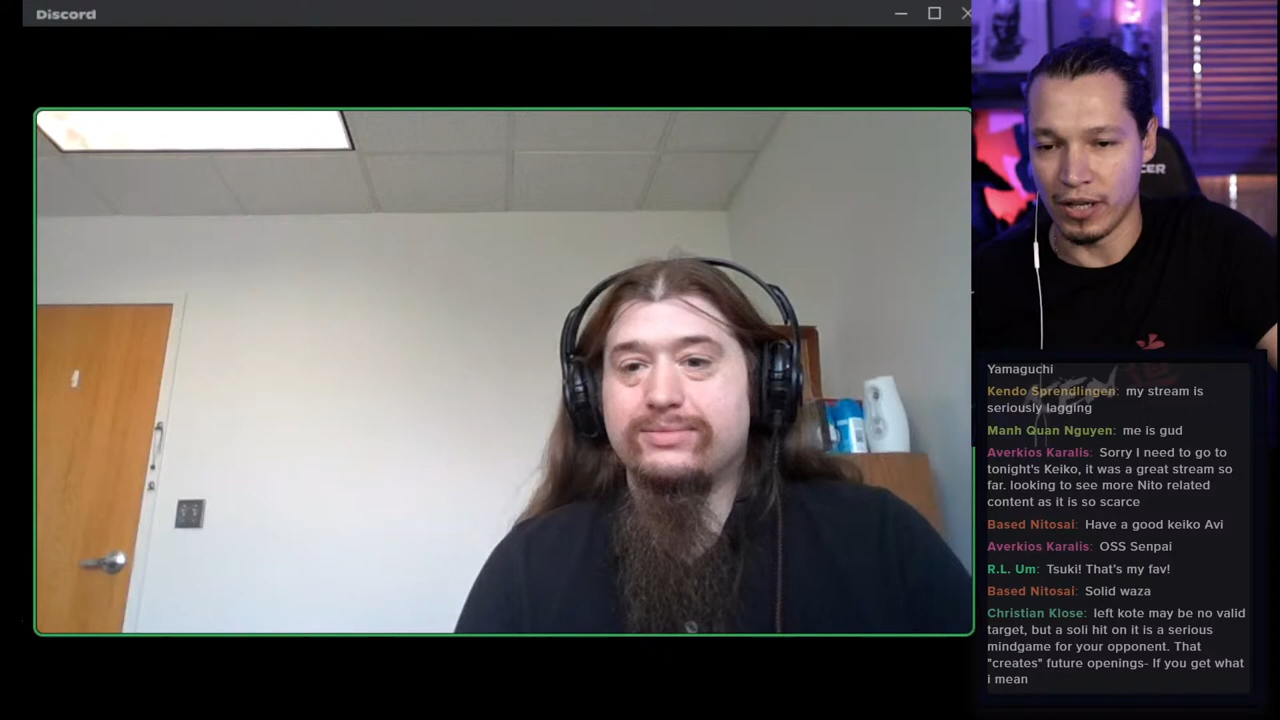 Discord
CER
Yamaguchi
Kendo Sprendlingen: my stream is
seriously lagging
Manh Quan Nguyen: me is gud
Averkios Karalis: Sorry I need to go to
tonight's Keiko, it was a great stream so
far. looking to see more Nito related
content as it is so scarce
Based Nitosai: Have a good keiko Avi
Averkios Karalis: OSS Senpai
R.L. Um: Tsuki! That's my fav!
Based Nitosai: Solid waza
Christian Klose: left kote may be no valid
target, but a soli hit on it is a serious
mindgame for your opponent. That
"creates" future openings- If you get what
i mean